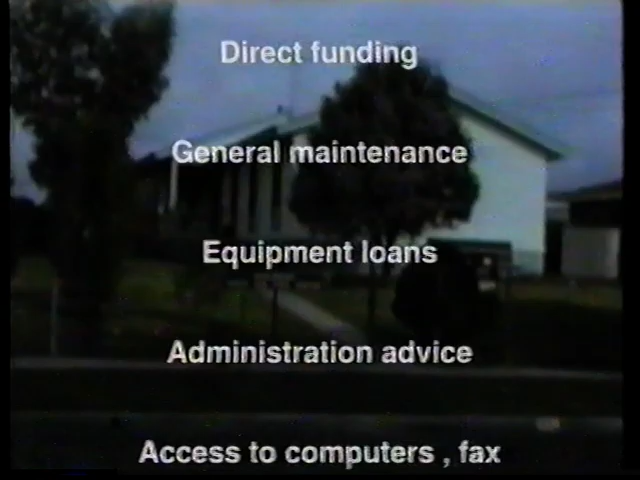 Direct funding
General maintenance
Equipment loans
Administration advice
Access to computers , fax